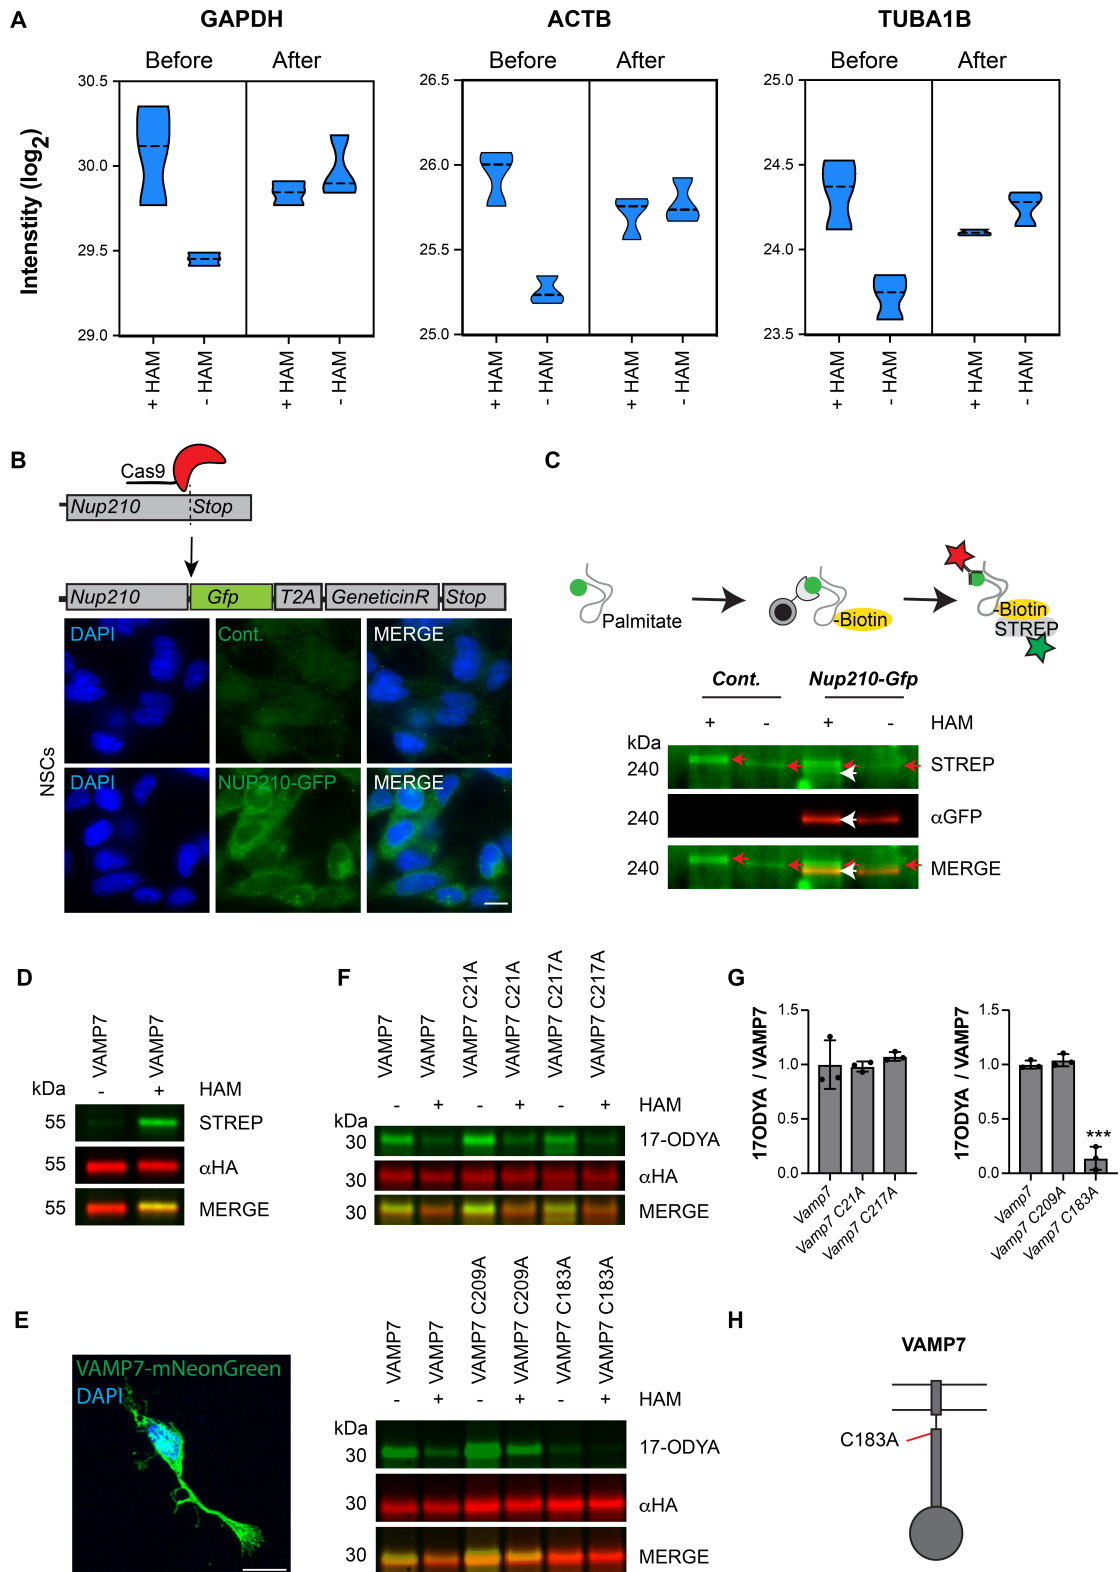 A
GAPDH
ACTB
TUBA1B
Before
After
Before
After
Before
After
Intenstity (log2)
30.5
30.0
29.5
29.0
26.5
26.0
25.5
25.0
25.0
24.5
24.0
23.5
+ HAM
- HAM
+ HAM
- HAM
+ HAM
- HAM
+ HAM
- HAM
+ HAM
- HAM
+ HAM
- HAM
B
Cas9
Nup210
Stop
Nup210
Gfp
T2A
GeneticinR
Stop
NSCs
DAPI
Cont.
MERGE
DAPI
NUP210-GFP
MERGE
C
Palmitate
-Biotin
-Biotin
STREP
Cont.
Nup210-Gfp
+
-
+
-
HAM
kDa
240
STREP
240
αGFP
240
MERGE
D
VAMP7
VAMP7
kDa
-
+
HAM
55
STREP
55
αHA
55
MERGE
E
VAMP7-mNeonGreen
DAPI
F
VAMP7
VAMP7
VAMP7 C21A
VAMP7 C21A
VAMP7 C217A
VAMP7 C217A
-
+
-
+
-
+
HAM
kDa
30
17-ODYA
30
αHA
30
MERGE
VAMP7
VAMP7
VAMP7 C209A
VAMP7 C209A
VAMP7 C183A
VAMP7 C183A
-
+
-
+
-
+
HAM
kDa
30
17-ODYA
30
αHA
30
MERGE
G
17ODYA / VAMP7
1.5
1.0
0.5
0.0
Vamp7
Vamp7 C21A
Vamp7 C217A
17ODYA / VAMP7
1.5
1.0
0.5
0.0
***
Vamp7
Vamp7 C209A
Vamp7 C183A
H
VAMP7
C183A